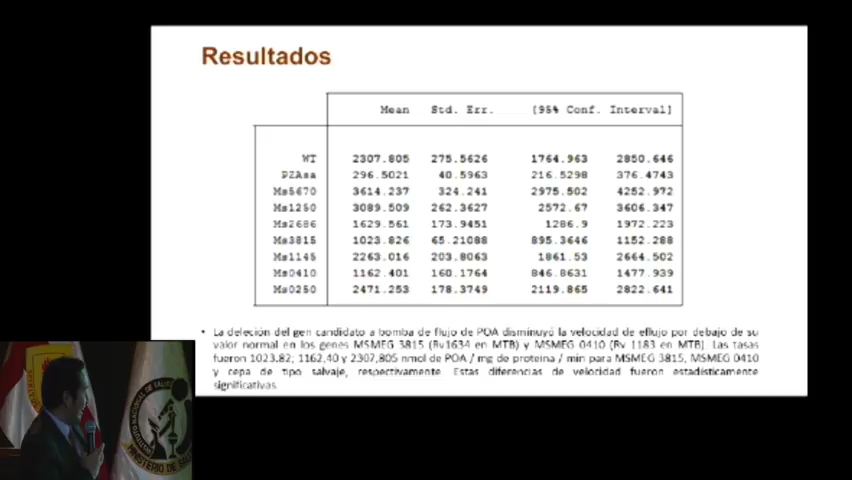 Resultados
Mean Std. Err. [95% Conf. Interval]
WT 2307.805 275.5626 1764.963 2850.646
PZAsa 296.5021 40.5963 216.5298 376.4743
Ms5670 3614.237 324.241 2975.502 4252.972
Ms1250 3089.509 262.3627 2572.67 3606.347
Ms2686 1629.561 173.9451 1286.9 1972.223
Ms3815 1023.826 65.21088 895.3646 1152.288
Ms1145 2263.016 203.8063 1861.53 2664.502
Ms0410 1162.401 160.1764 846.8631 1477.939
Ms0250 2471.253 178.3749 2119.865 2822.641
• La deleción del gen candidato a bomba de flujo de POA disminuyó la velocidad de eflujo por debajo de su
valor normal en los genes MSMEG 3815 (Rv1634 en MTB) y MSMEG 0410 (Rv 1183 en MTB). Las tasas
fueron 1023.82; 1162,40 y 2307,805 nmol de POA / mg de proteina / min para MSMEG 3815, MSMEG 0410
y cepa de tipo salvaje, respectivamente. Estas diferencias de velocidad fueron estadísticamente
significativas.
INSTITUTO NACIONAL DE SALUD
MINISTERIO DE SALUD